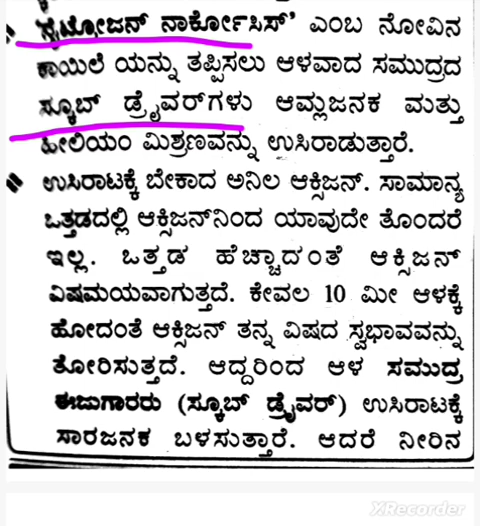 ನೈಟ್ರೋಜನ್ ನಾರ್ಕೋಸಿಸ್' ಎಂಬ ನೋವಿನ
ಕಾಯಿಲೆ ಯನ್ನು ತಪ್ಪಿಸಲು ಆಳವಾದ ಸಮುದ್ರದ
ಸ್ಕೂಬ್ ಡ್ರೈವರ್‌ಗಳು ಆಮ್ಲಜನಕ ಮತ್ತು
ಹೀಲಿಯಂ ಮಿಶ್ರಣವನ್ನು ಉಸಿರಾಡುತ್ತಾರೆ.
ಉಸಿರಾಟಕ್ಕೆ ಬೇಕಾದ ಅನಿಲ ಆಕ್ಸಿಜನ್. ಸಾಮಾನ್ಯ
ಒತ್ತಡದಲ್ಲಿ ಆಕ್ಸಿಜನ್‌ನಿಂದ ಯಾವುದೇ ತೊಂದರೆ
ಇಲ್ಲ. ಒತ್ತಡ ಹೆಚ್ಚಾದಂತೆ ಆಕ್ಸಿಜನ್
ವಿಷಮಯವಾಗುತ್ತದೆ. ಕೇವಲ 10 ಮೀ ಆಳಕ್ಕೆ
ಹೋದಂತೆ ಆಕ್ಸಿಜನ್ ತನ್ನ ವಿಷದ ಸ್ವಭಾವವನ್ನು
ತೋರಿಸುತ್ತದೆ. ಆದ್ದರಿಂದ ಆಳ ಸಮುದ್ರ
ಈಜುಗಾರರು (ಸ್ಕೂಬ್ ಡ್ರೈವರ್) ಉಸಿರಾಟಕ್ಕೆ
ಸಾರಜನಕ ಬಳಸುತ್ತಾರೆ. ಆದರೆ ನೀರಿನ
XRecorder